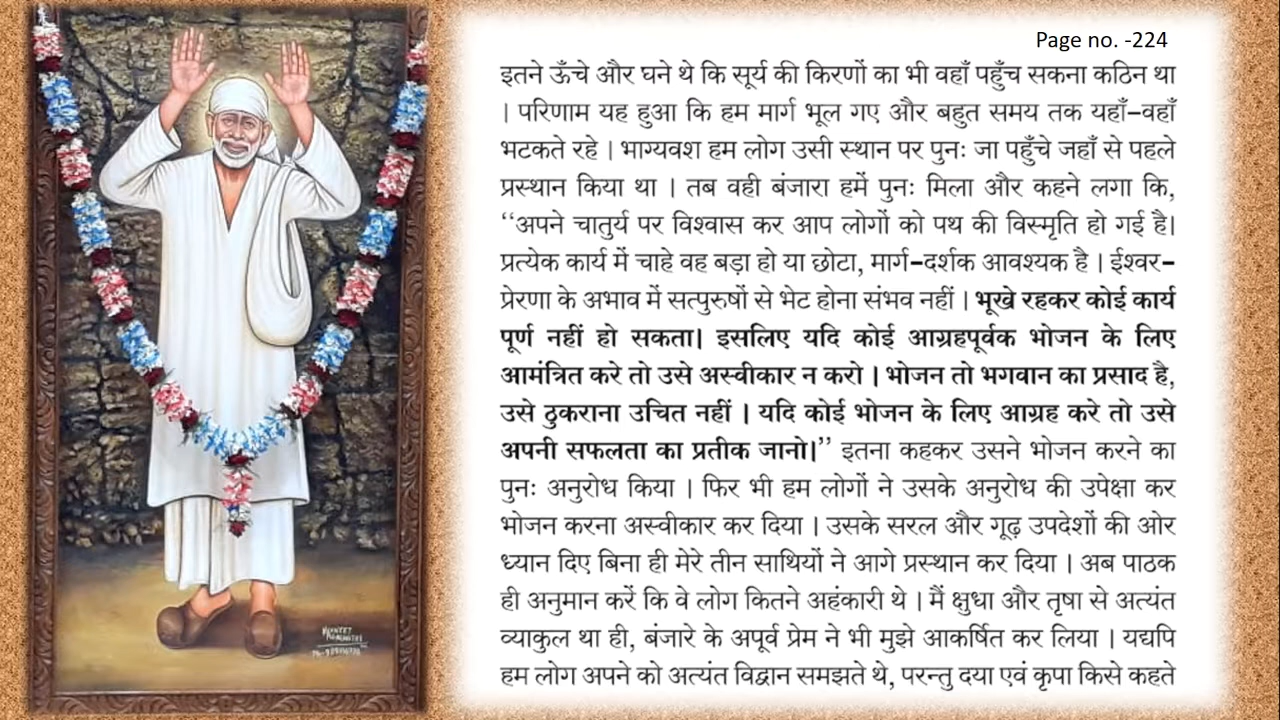 Page no. -224
इतने ऊँचे और घने थे कि सूर्य की किरणों का भी वहाँ पहुँच सकना कठिन था
| परिणाम यह हुआ कि हम मार्ग भूल गए और बहुत समय तक यहाँ-वहाँ
भटकते रहे | भाग्यवश हम लोग उसी स्थान पर पुनः जा पहुँचे जहाँ से पहले
प्रस्थान किया था | तब वही बंजारा हमें पुनः मिला और कहने लगा कि,
‘‘अपने चातुर्य पर विश्वास कर आप लोगों को पथ की विस्मृति हो गई है|
प्रत्येक कार्य में चाहे वह बड़ा हो या छोटा, मार्ग-दर्शक आवश्यक है | ईश्वर-
प्रेरणा के अभाव में सत्पुरुषों से भेट होना संभव नहीं | भूखे रहकर कोई कार्य
पूर्ण नहीं हो सकता| इसलिए यदि कोई आग्रहपूर्वक भोजन के लिए
आमंत्रित करे तो उसे अस्वीकार न करो | भोजन तो भगवान का प्रसाद है,
उसे ठुकराना उचित नहीं | यदि कोई भोजन के लिए आग्रह करे तो उसे
अपनी सफलता का प्रतीक जानो|’’ इतना कहकर उसने भोजन करने का
पुनः अनुरोध किया | फिर भी हम लोगों ने उसके अनुरोध की उपेक्षा कर
भोजन करना अस्वीकार कर दिया | उसके सरल और गूढ़ उपदेशों की ओर
ध्यान दिए बिना ही मेरे तीन साथियों ने आगे प्रस्थान कर दिया | अब पाठक
ही अनुमान करें कि वे लोग कितने अहंकारी थे | मैं क्षुधा और तृषा से अत्यंत
व्याकुल था ही, बंजारे के अपूर्व प्रेम ने भी मुझे आकर्षित कर लिया | यद्यपि
हम लोग अपने को अत्यंत विद्वान समझते थे, परन्तु दया एवं कृपा किसे कहते